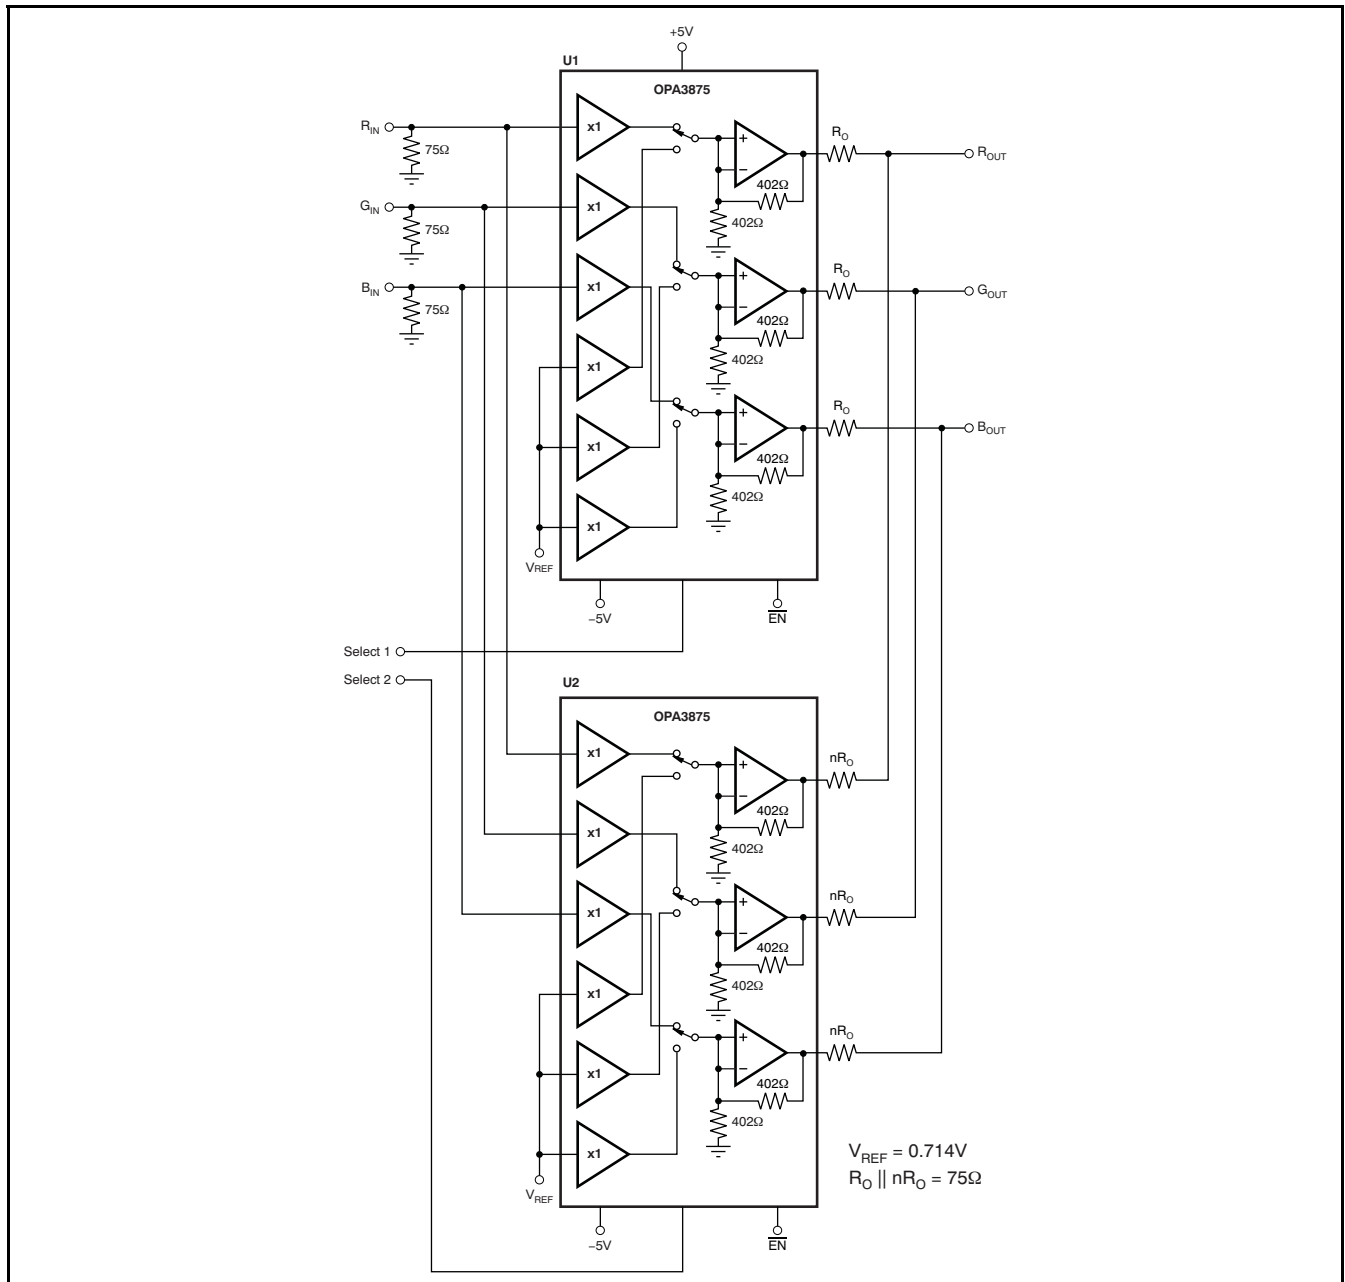 +5V
U1
OPA3875
R_IN
75Ω
G_IN
75Ω
B_IN
75Ω
x1
x1
x1
x1
x1
x1
+
−
402Ω
402Ω
R_O
R_OUT
+
−
402Ω
402Ω
R_O
G_OUT
+
−
402Ω
402Ω
R_O
B_OUT
V_REF
−5V
E̅N̅
Select 1
Select 2
U2
OPA3875
x1
x1
x1
x1
x1
x1
+
−
402Ω
402Ω
nR_O
+
−
402Ω
402Ω
nR_O
+
−
402Ω
402Ω
nR_O
V_REF
−5V
E̅N̅
V_REF = 0.714V
R_O || nR_O = 75Ω